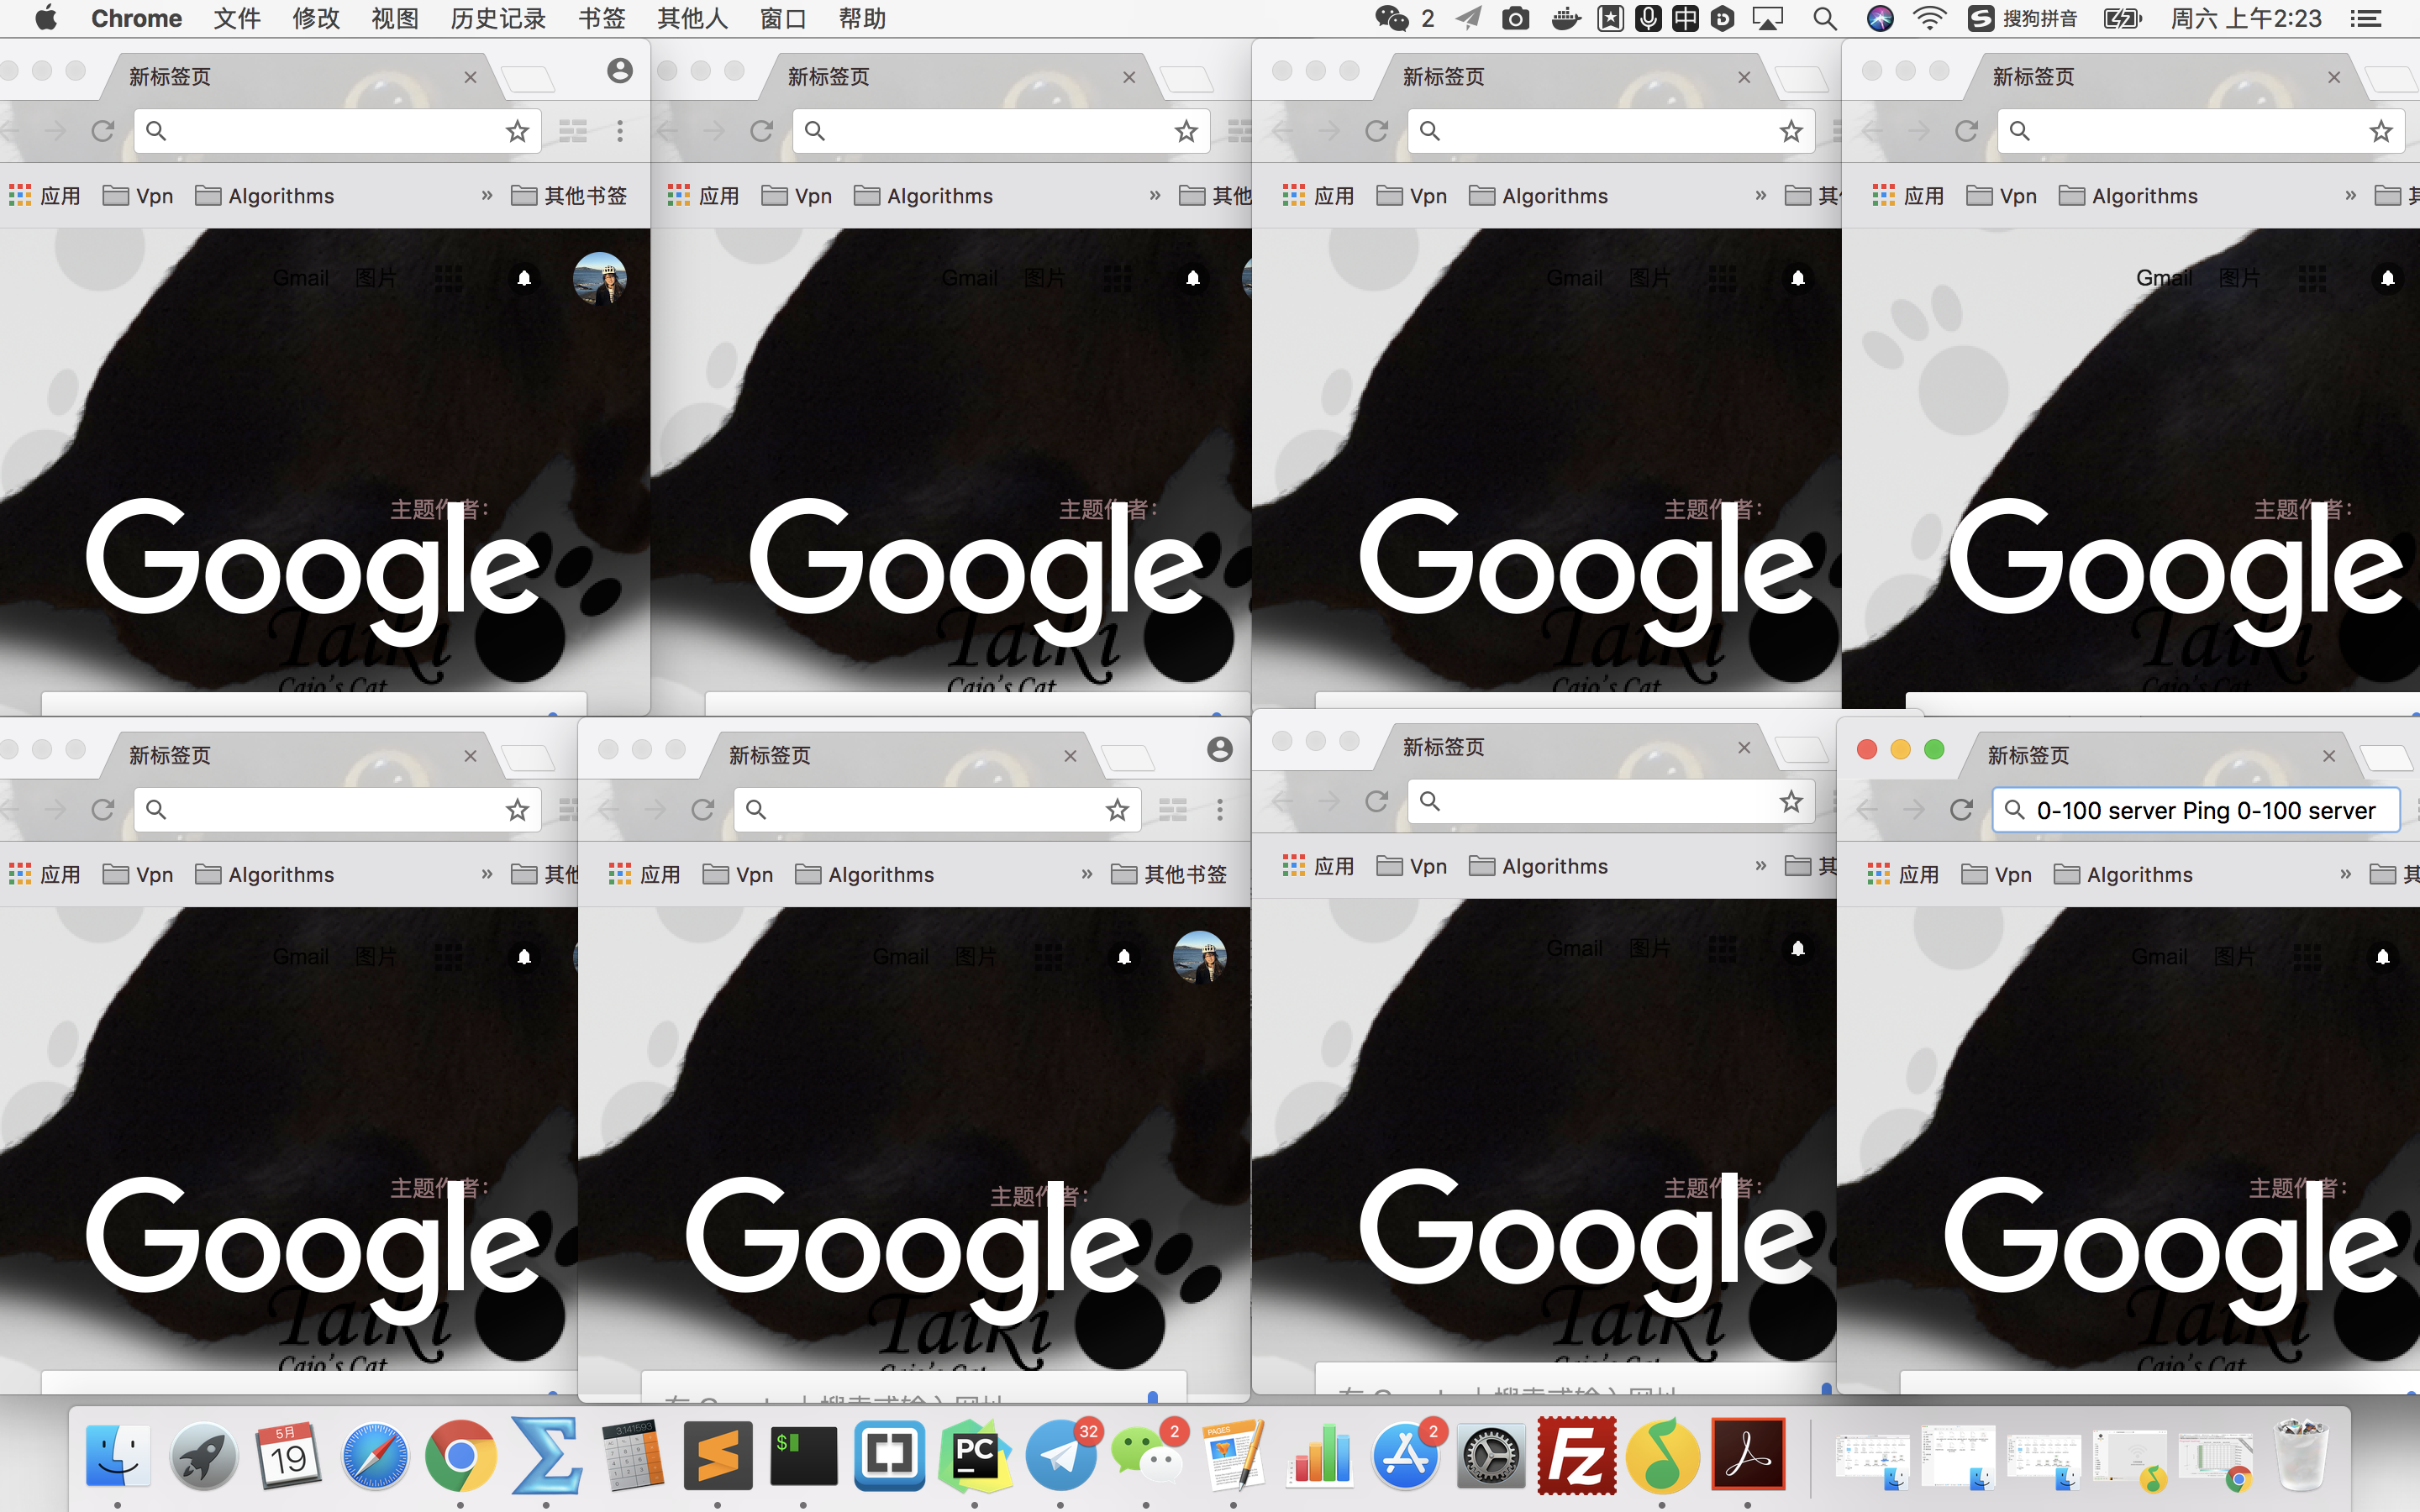 Chrome 文件 修改 视图 历史记录 书签 其他人 窗口 帮助 2 中 搜狗拼音 周六 上午2:23
新标签页 新标签页 新标签页 新标签页
应用 Vpn Algorithms » 其他书签 应用 Vpn Algorithms » 其他 应用 Vpn Algorithms » 应用 Vpn Algorithms »
Gmail 图片 Gmail 图片 Gmail 图片 Gmail 图片
主题作者: 主题作者: 主题作者: 主题作者:
Google Google Google Google
Taiki Taiki Taiki Taiki
Caio's Cat Caio's Cat Caio's Cat Caio's Cat
新标签页 新标签页 新标签页 新标签页
0-100 server Ping 0-100 server
应用 Vpn Algorithms » 其他 应用 Vpn Algorithms » 其他书签 应用 Vpn Algorithms » 其 应用 Vpn Algorithms »
Gmail 图片 Gmail 图片 Gmail 图片 Gmail 图片
主题作者: 主题作者: 主题作者: 主题作者:
Google Google Google Google
Taiki Taiki Taiki Taiki
Caio's Cat Caio's Cat Caio's Cat Caio's Cat
5月 19 3.141593 $ PC 32 2 PAGES 2 Fz